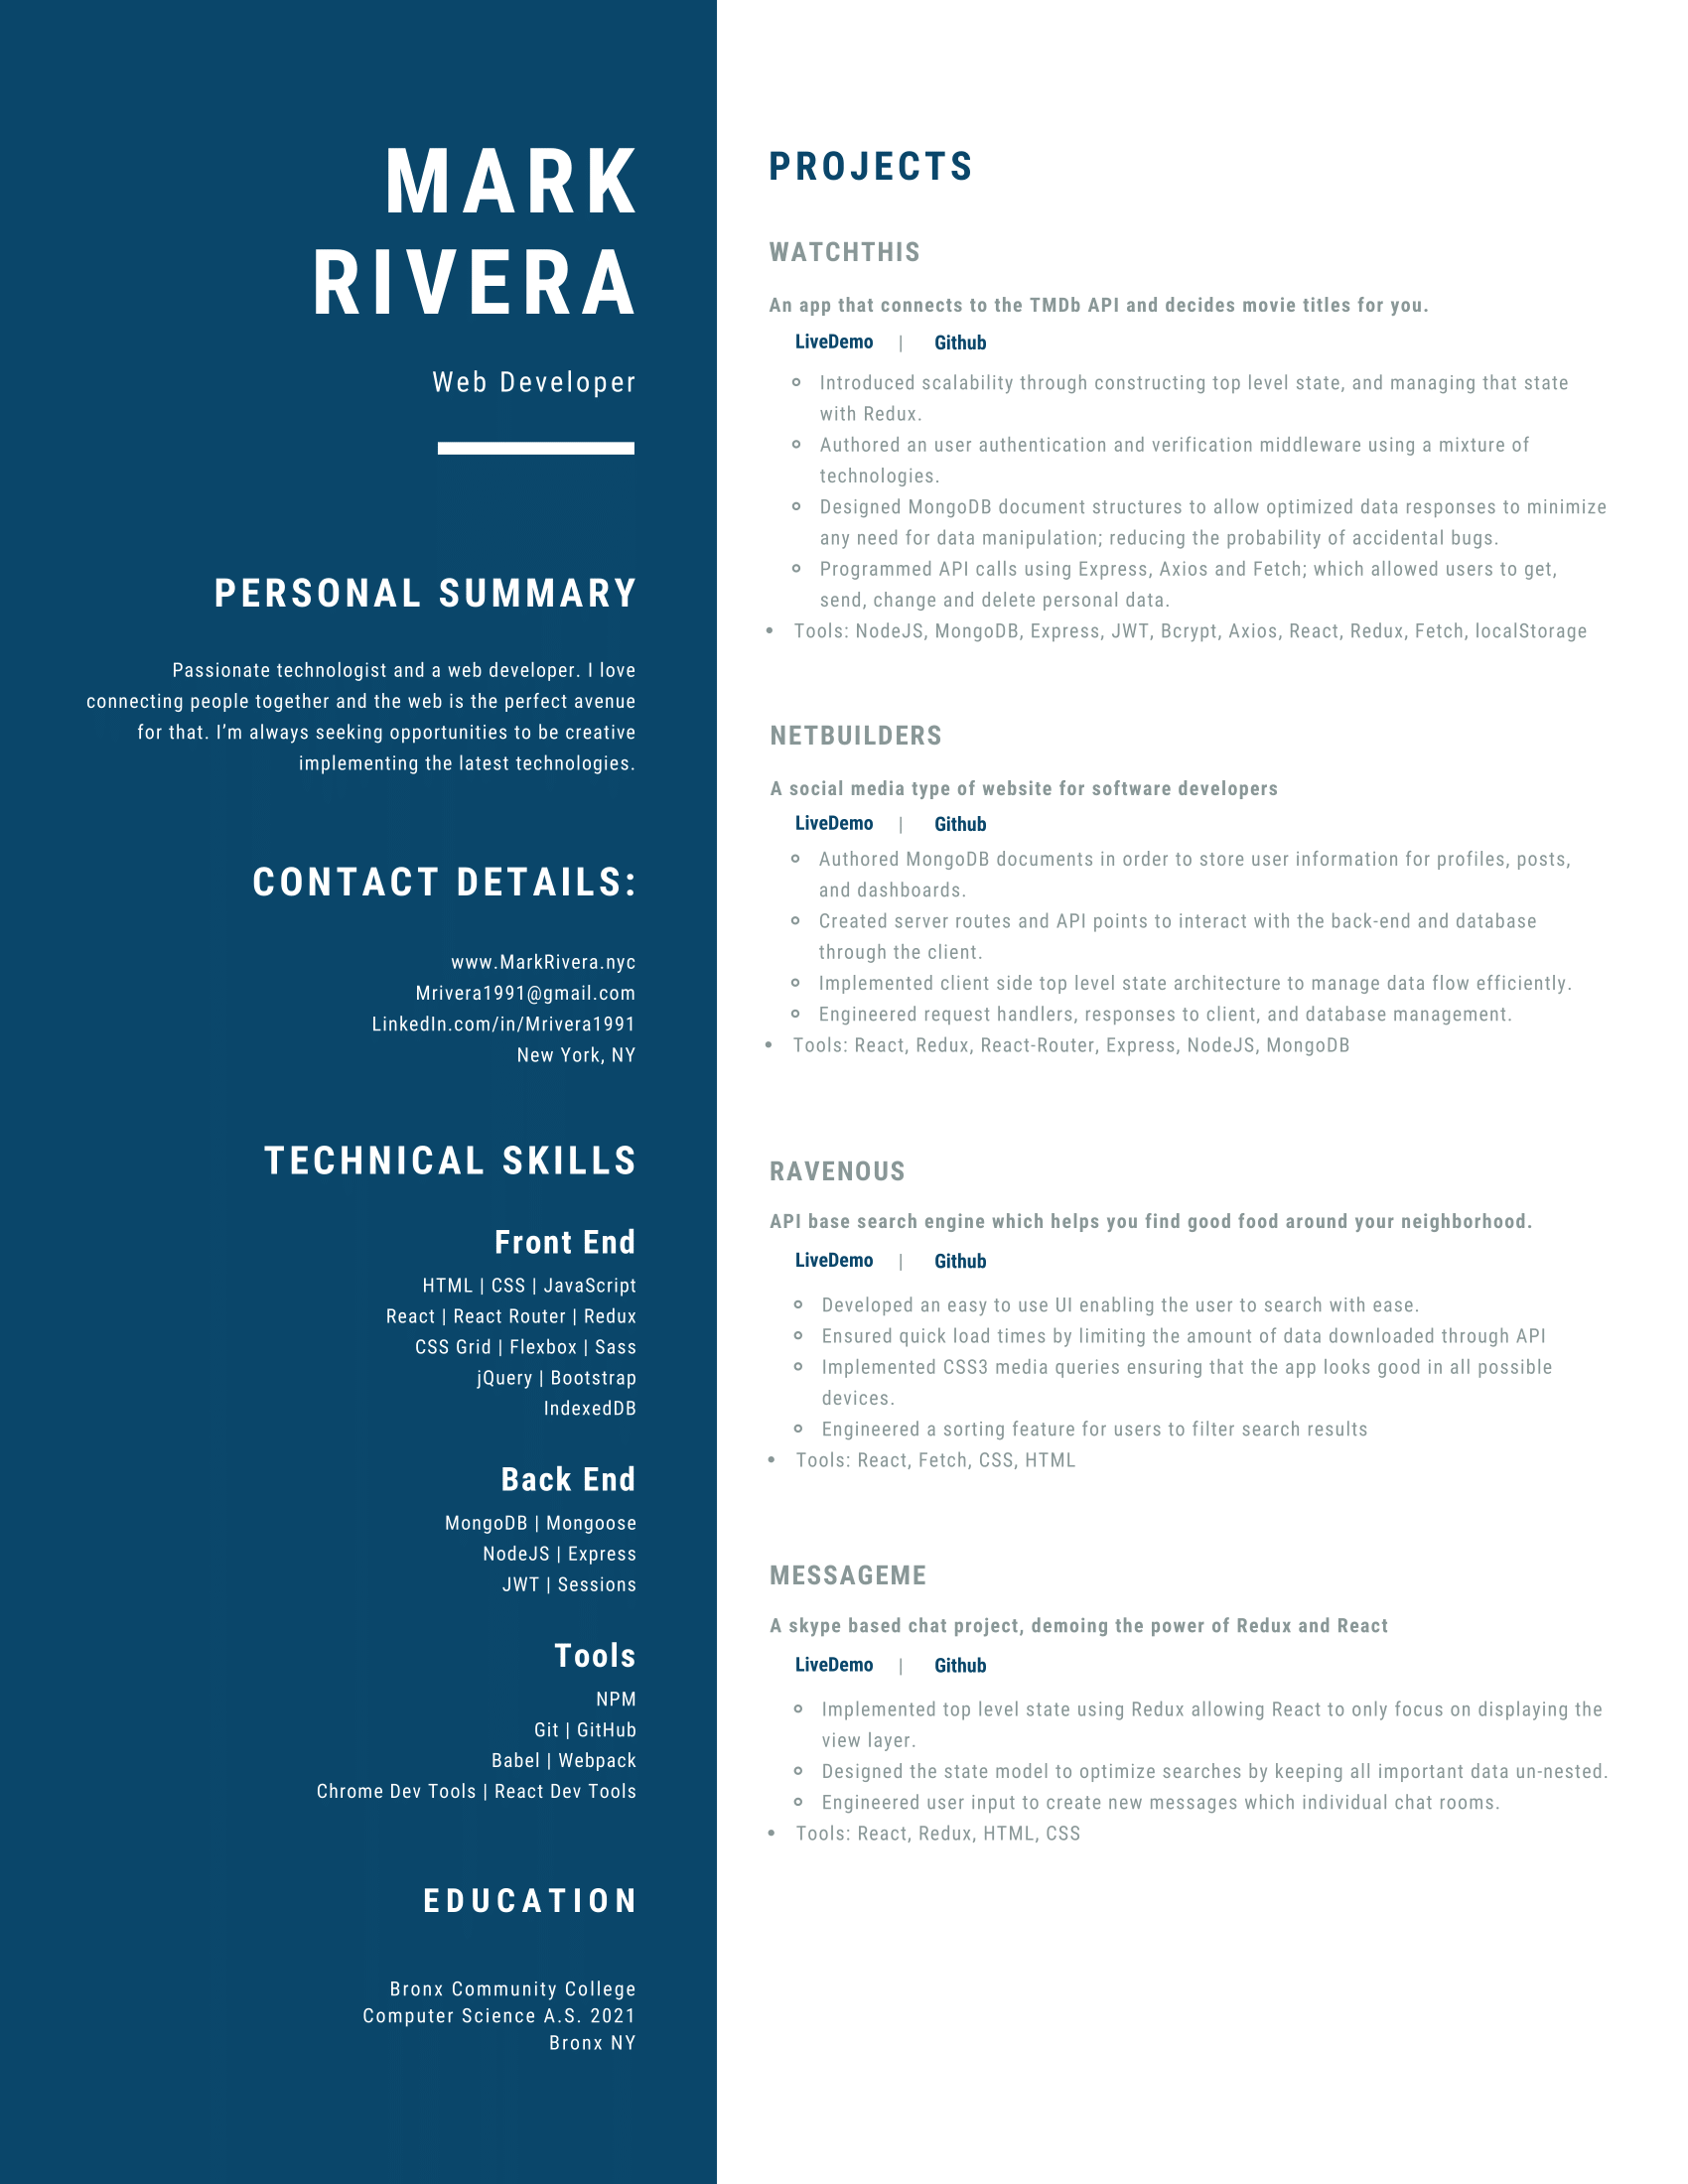 MARK
RIVERA
Web Developer
PERSONAL SUMMARY
Passionate technologist and a web developer. I love
connecting people together and the web is the perfect avenue
for that. I'm always seeking opportunities to be creative
implementing the latest technologies.
CONTACT DETAILS:
www.MarkRivera.nyc
Mrivera1991@gmail.com
LinkedIn.com/in/Mrivera1991
New York, NY
TECHNICAL SKILLS
Front End
HTML | CSS | JavaScript
React | React Router | Redux
CSS Grid | Flexbox | Sass
jQuery | Bootstrap
IndexedDB
Back End
MongoDB | Mongoose
NodeJS | Express
JWT | Sessions
Tools
NPM
Git | GitHub
Babel | Webpack
Chrome Dev Tools | React Dev Tools
EDUCATION
Bronx Community College
Computer Science A.S. 2021
Bronx NY
PROJECTS
WATCHTHIS
An app that connects to the TMDb API and decides movie titles for you.
LiveDemo | Github
Introduced scalability through constructing top level state, and managing that state
with Redux.
Authored an user authentication and verification middleware using a mixture of
technologies.
Designed MongoDB document structures to allow optimized data responses to minimize
any need for data manipulation; reducing the probability of accidental bugs.
Programmed API calls using Express, Axios and Fetch; which allowed users to get,
send, change and delete personal data.
Tools: NodeJS, MongoDB, Express, JWT, Bcrypt, Axios, React, Redux, Fetch, localStorage
NETBUILDERS
A social media type of website for software developers
LiveDemo | Github
Authored MongoDB documents in order to store user information for profiles, posts,
and dashboards.
Created server routes and API points to interact with the back-end and database
through the client.
Implemented client side top level state architecture to manage data flow efficiently.
Engineered request handlers, responses to client, and database management.
Tools: React, Redux, React-Router, Express, NodeJS, MongoDB
RAVENOUS
API base search engine which helps you find good food around your neighborhood.
LiveDemo | Github
Developed an easy to use UI enabling the user to search with ease.
Ensured quick load times by limiting the amount of data downloaded through API
Implemented CSS3 media queries ensuring that the app looks good in all possible
devices.
Engineered a sorting feature for users to filter search results
Tools: React, Fetch, CSS, HTML
MESSAGEME
A skype based chat project, demoing the power of Redux and React
LiveDemo | Github
Implemented top level state using Redux allowing React to only focus on displaying the
view layer.
Designed the state model to optimize searches by keeping all important data un-nested.
Engineered user input to create new messages which individual chat rooms.
Tools: React, Redux, HTML, CSS